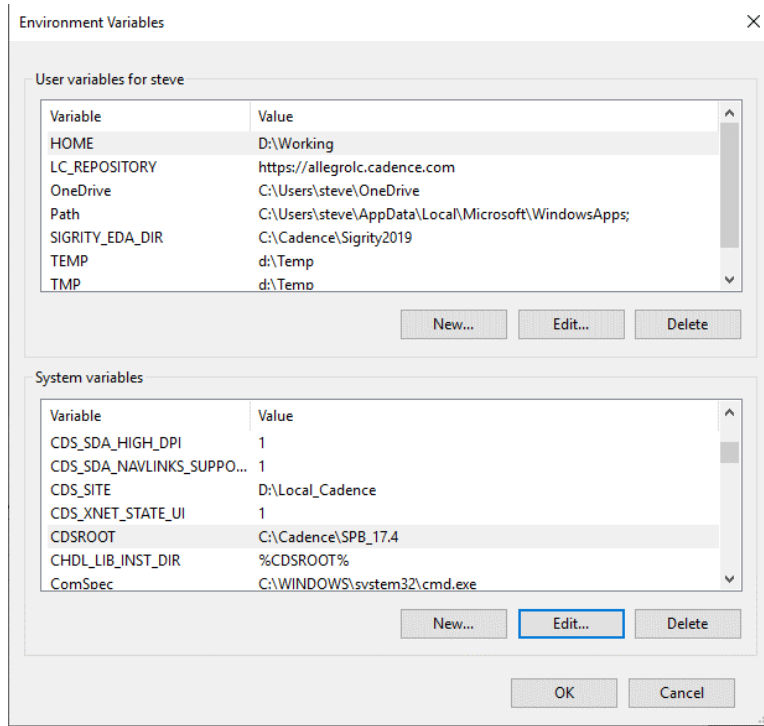 Environment Variables
User variables for steve
Variable Value
HOME D:\Working
LC_REPOSITORY https://allegrolc.cadence.com
OneDrive C:\Users\steve\OneDrive
Path C:\Users\steve\AppData\Local\Microsoft\WindowsApps;
SIGRITY_EDA_DIR C:\Cadence\Sigrity2019
TEMP d:\Temp
TMP d:\Temp
New... Edit... Delete
System variables
Variable Value
CDS_SDA_HIGH_DPI 1
CDS_SDA_NAVLINKS_SUPPO... 1
CDS_SITE D:\Local_Cadence
CDS_XNET_STATE_UI 1
CDSROOT C:\Cadence\SPB_17.4
CHDL_LIB_INST_DIR %CDSROOT%
ComSpec C:\WINDOWS\system32\cmd.exe
New... Edit... Delete
OK Cancel